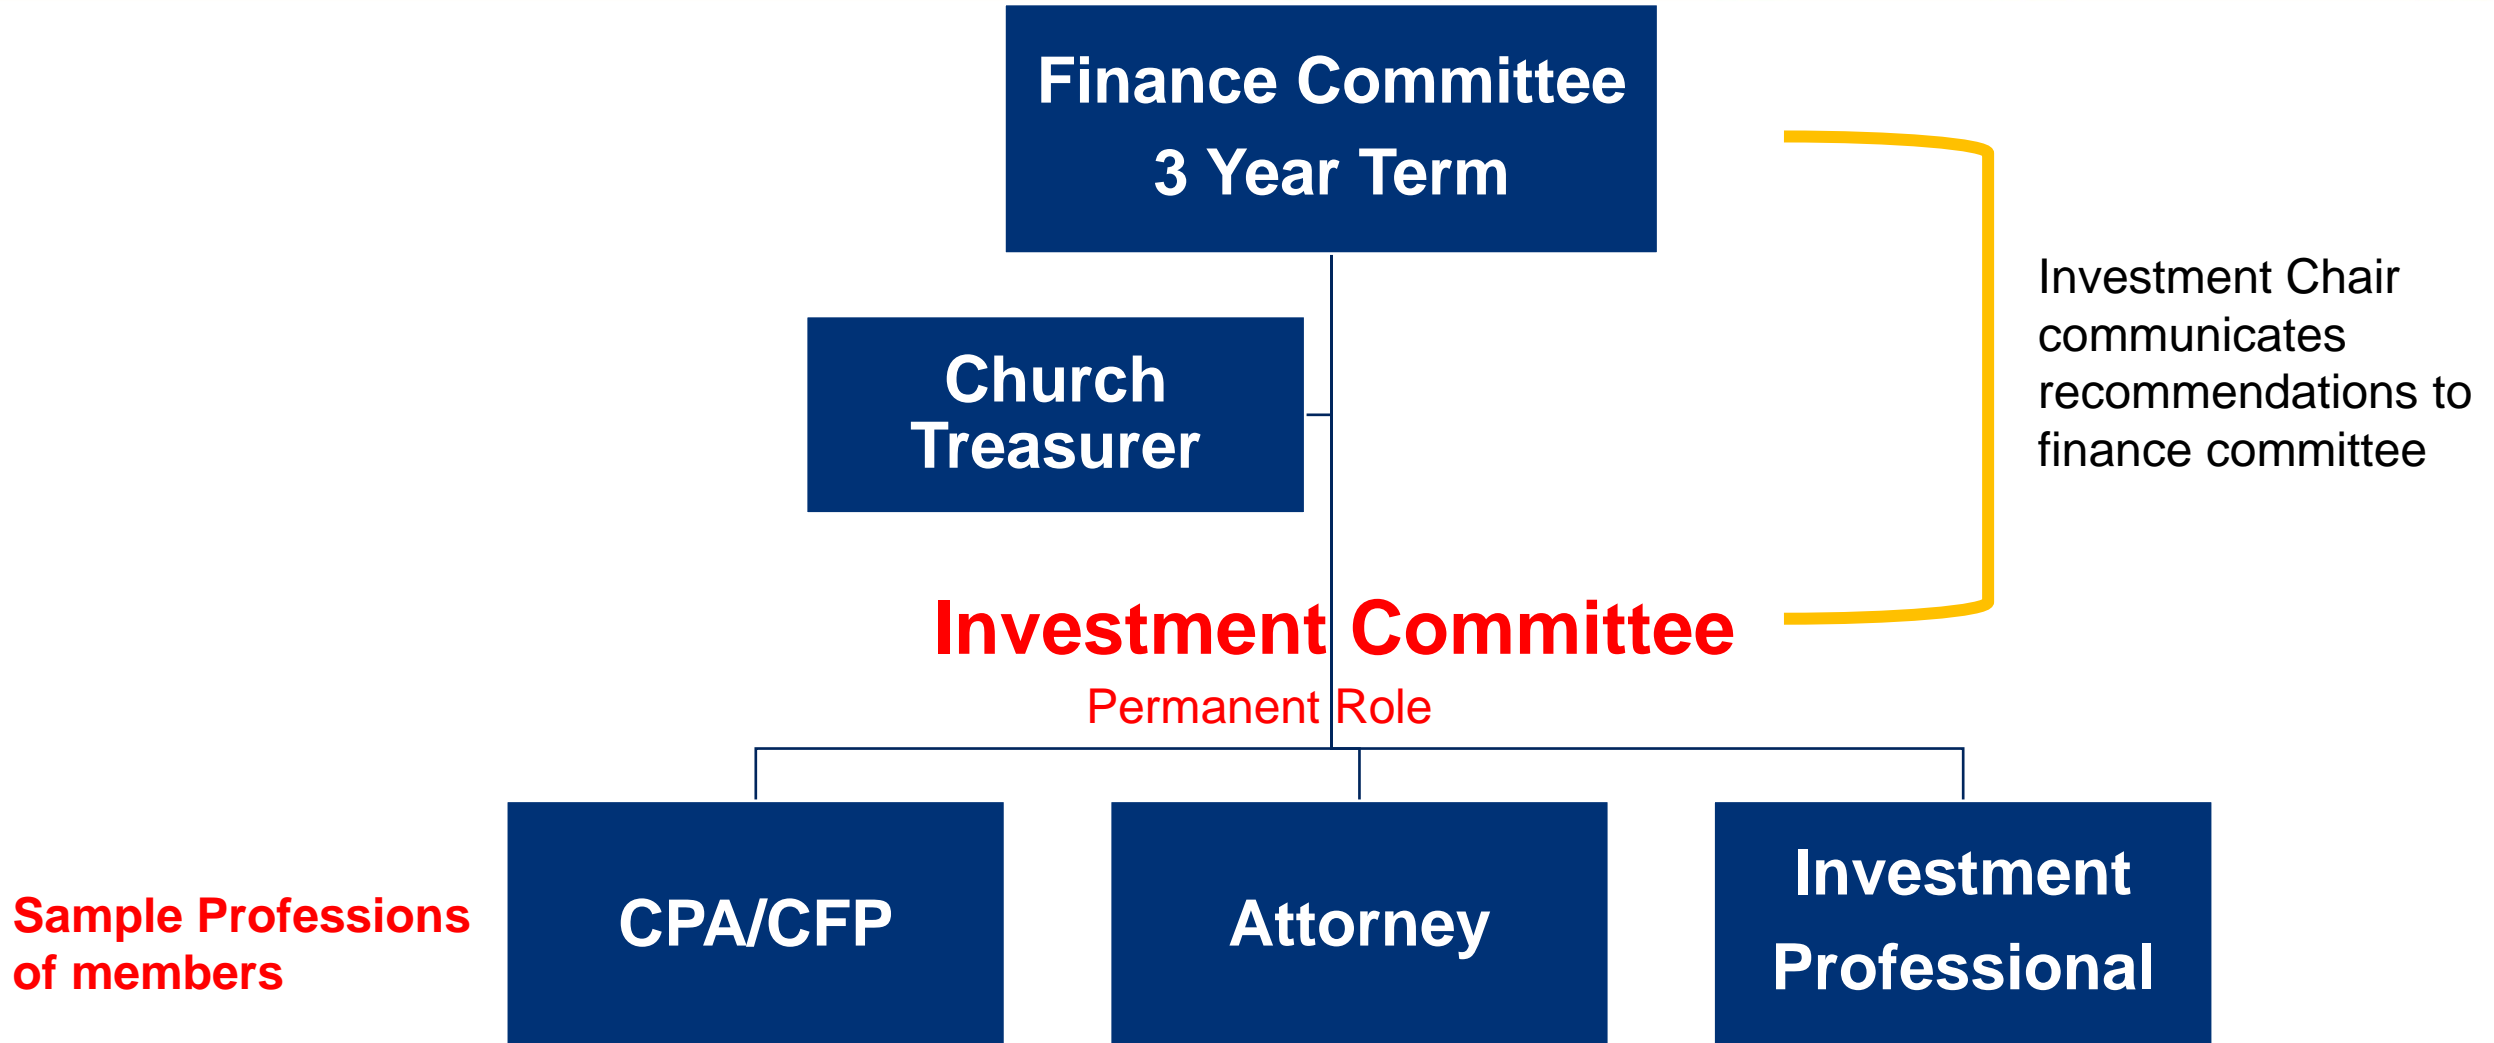 Finance Committee
3 Year Term
Investment Chair
communicates
recommendations to
finance committee
Church
Treasurer
Investment Committee
Permanent Role
Sample Professions
of members
CPA/CFP
Attorney
Investment
Professional